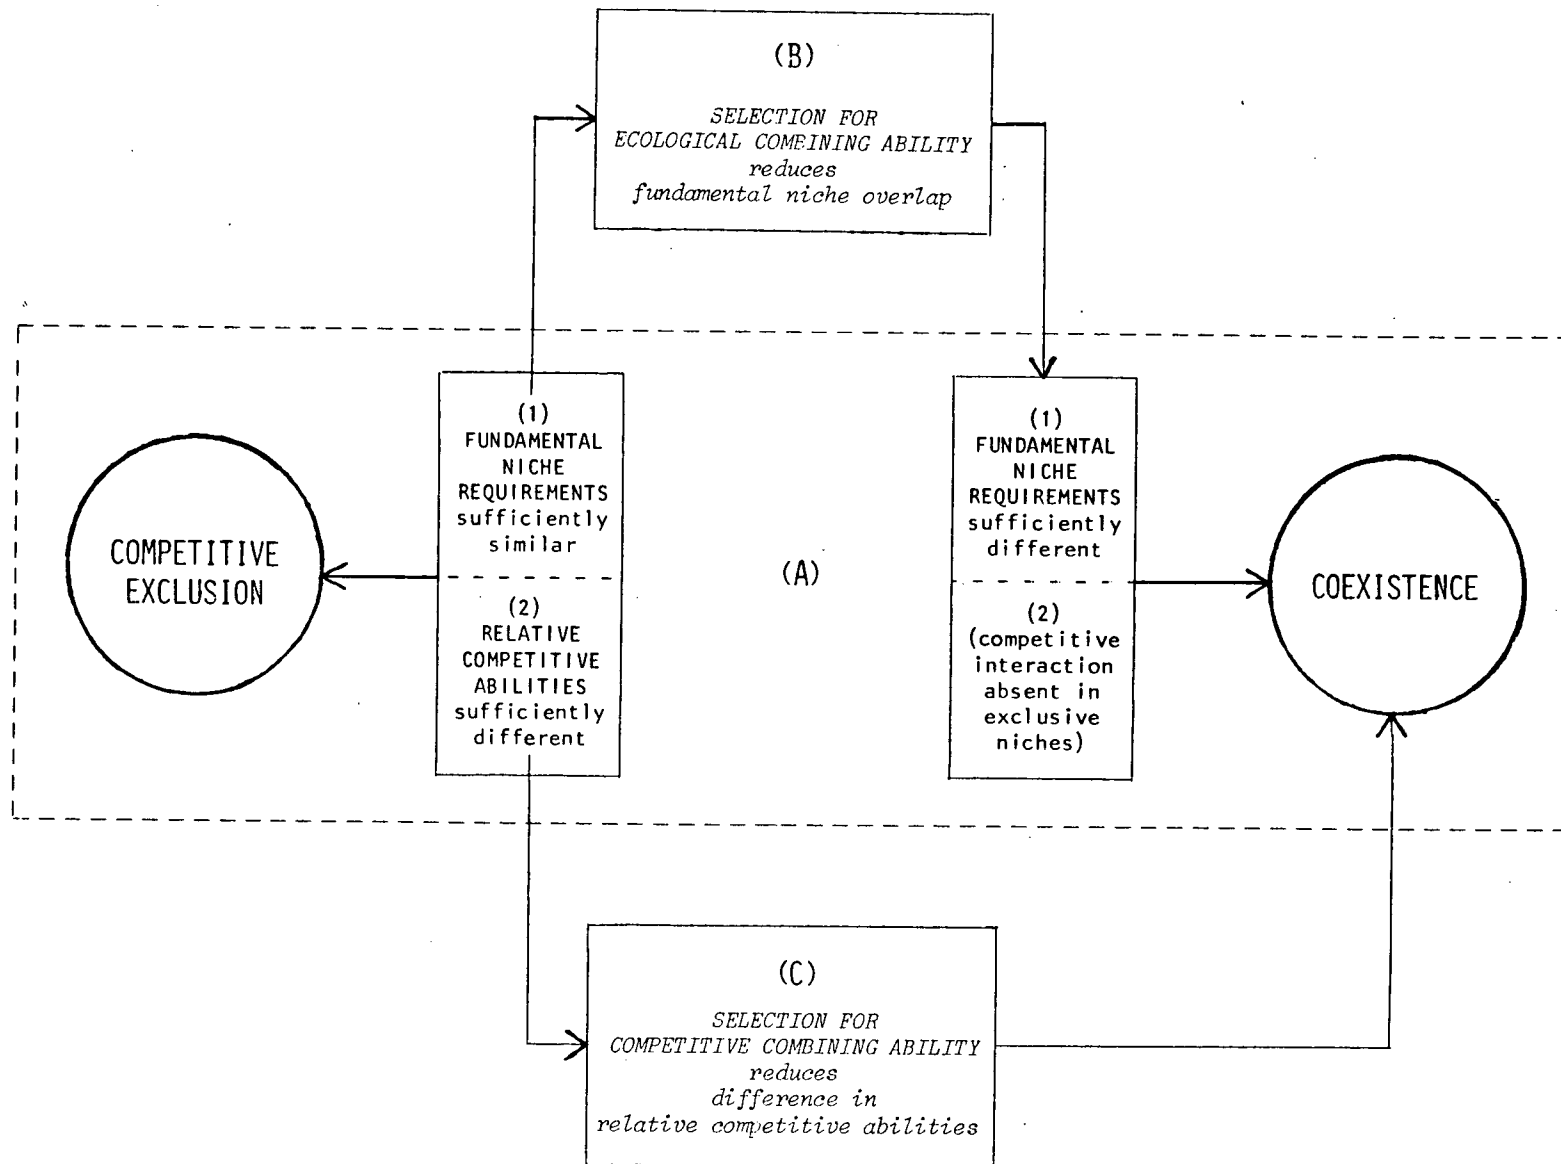 (B)
SELECTION FOR
ECOLOGICAL COMBINING ABILITY
reduces
fundamental niche overlap
(1)
FUNDAMENTAL
NICHE
REQUIREMENTS
sufficiently
similar
(2)
RELATIVE
COMPETITIVE
ABILITIES
sufficiently
different
COMPETITIVE
EXCLUSION
(A)
(1)
FUNDAMENTAL
NICHE
REQUIREMENTS
sufficiently
different
(2)
(competitive
interaction
absent in
exclusive
niches)
COEXISTENCE
(C)
SELECTION FOR
COMPETITIVE COMBINING ABILITY
reduces
difference in
relative competitive abilities